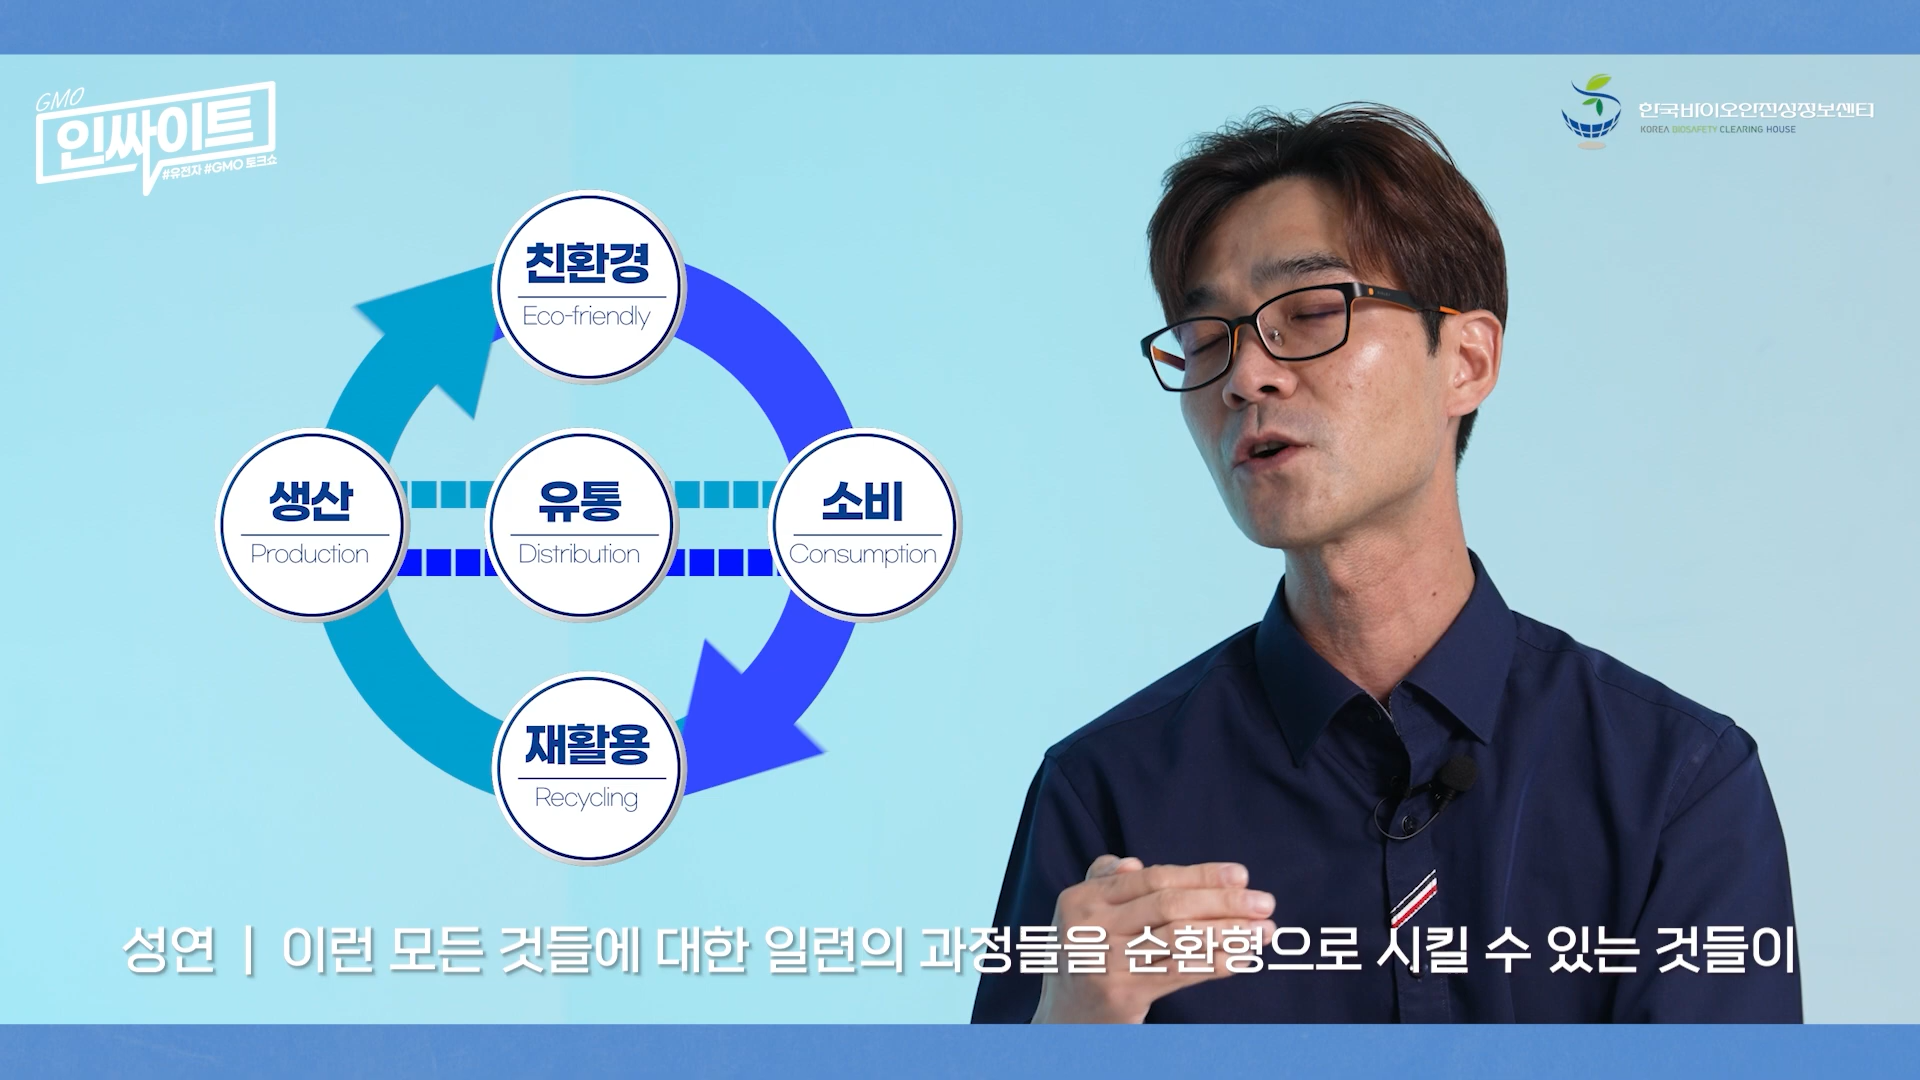 GMO
인싸이트
#유전자 #GMO 토크쇼
한국바이오안전성정보센터
KOREA BIOSAFETY CLEARING HOUSE
친환경
Eco-friendly
생산
Production
유통
Distribution
소비
Consumption
재활용
Recycling
성연 | 이런 모든 것들에 대한 일련의 과정들을 순환형으로 시킬 수 있는 것들이